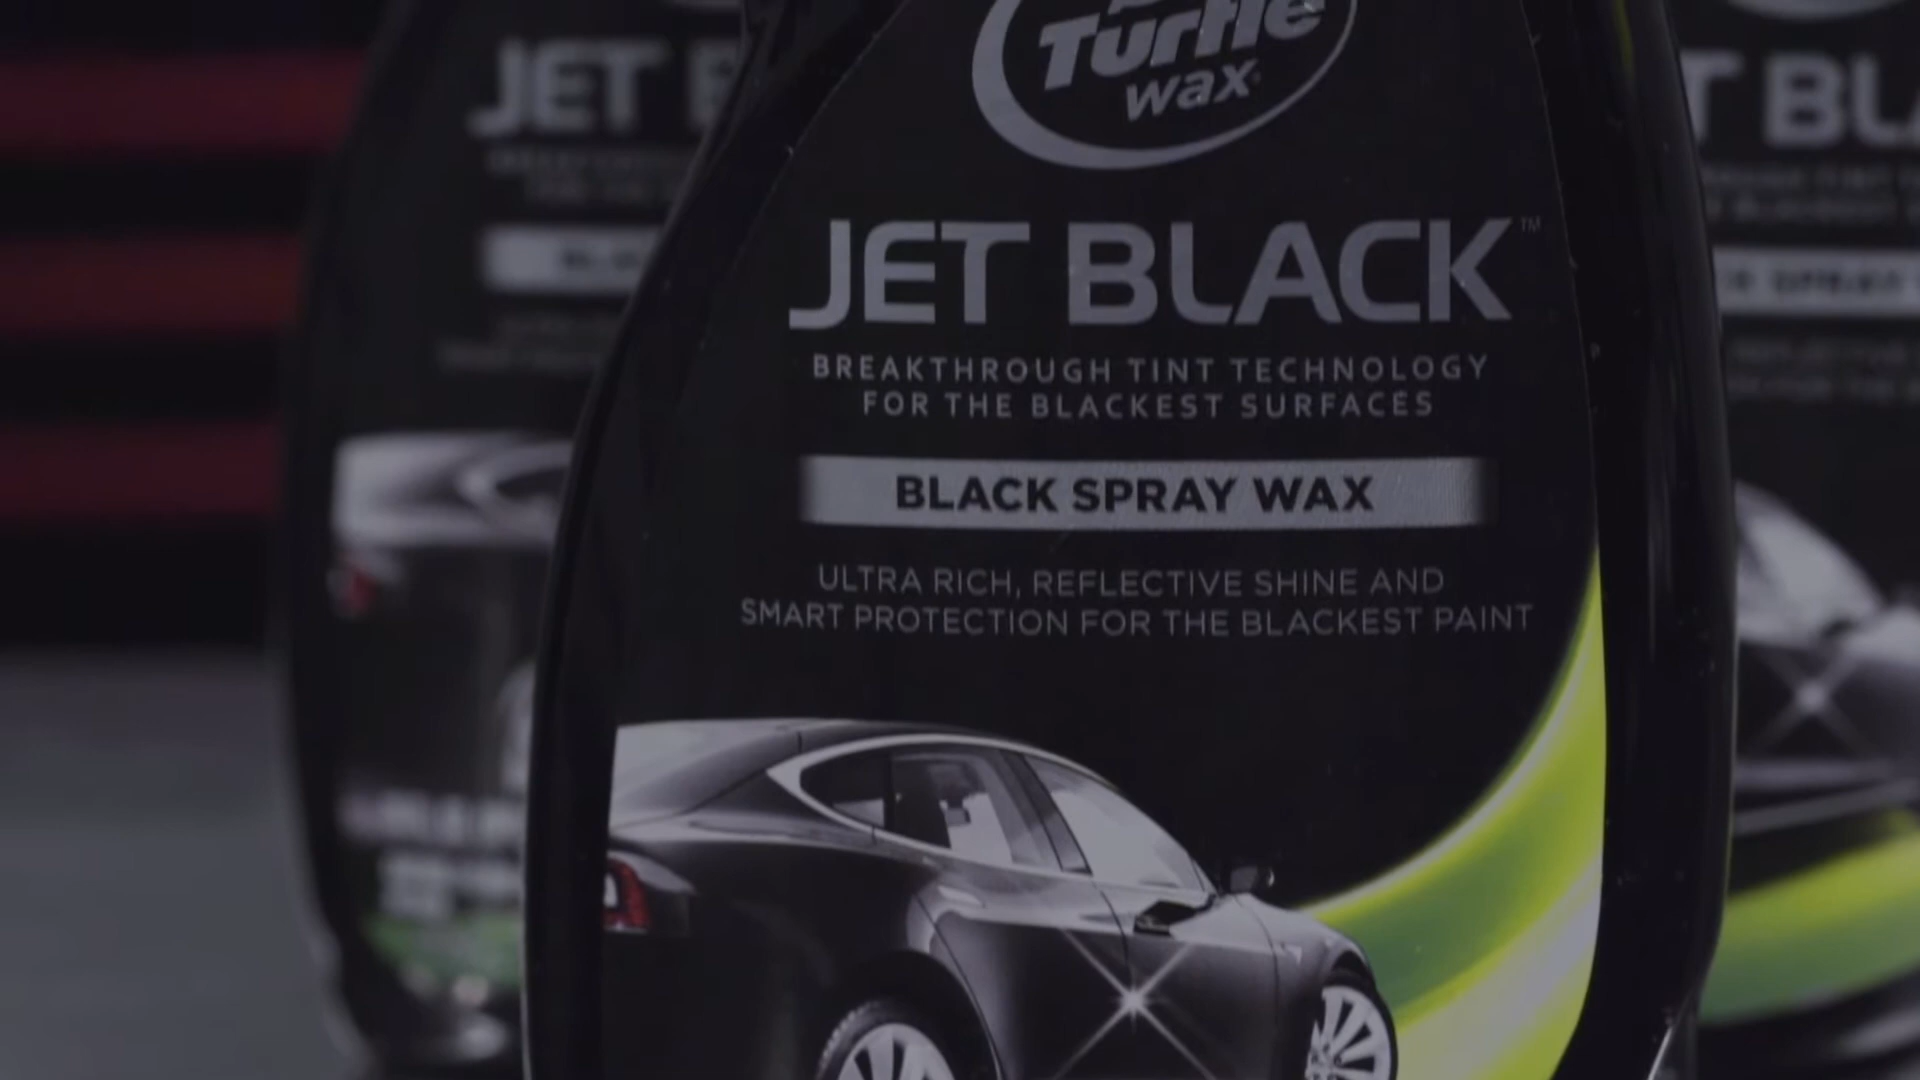 Turtle
wax
JET BLACK™
BREAKTHROUGH TINT TECHNOLOGY
FOR THE BLACKEST SURFACES
BLACK SPRAY WAX
ULTRA RICH, REFLECTIVE SHINE AND
SMART PROTECTION FOR THE BLACKEST PAINT
JET B
T BLA